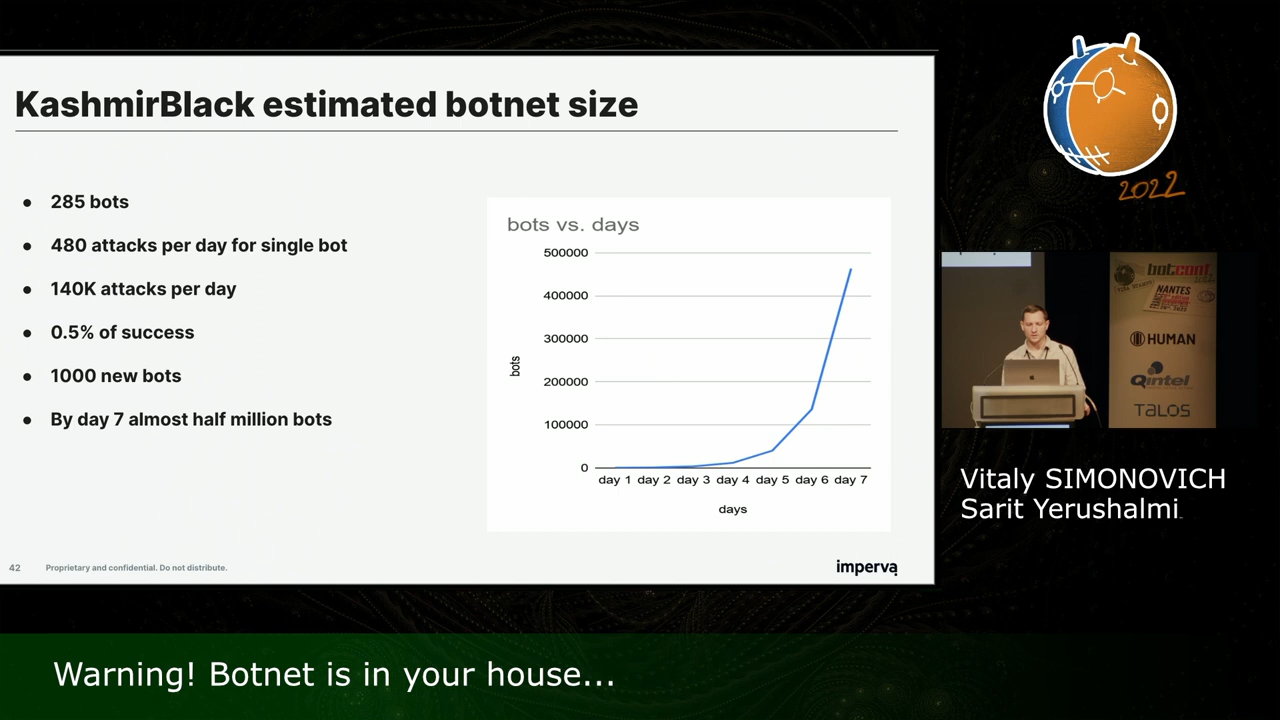 KashmirBlack estimated botnet size
● 285 bots
● 480 attacks per day for single bot
● 140K attacks per day
● 0.5% of success
● 1000 new bots
● By day 7 almost half million bots
bots vs. days
500000
400000
300000
200000
100000
0
bots
day 1 day 2 day 3 day 4 day 5 day 6 day 7
days
42 Proprietary and confidential. Do not distribute.
imperva
2022
botconf
NANTES
HUMAN
Qintel
TALOS
Vitaly SIMONOVICH
Sarit Yerushalmi
Warning! Botnet is in your house...